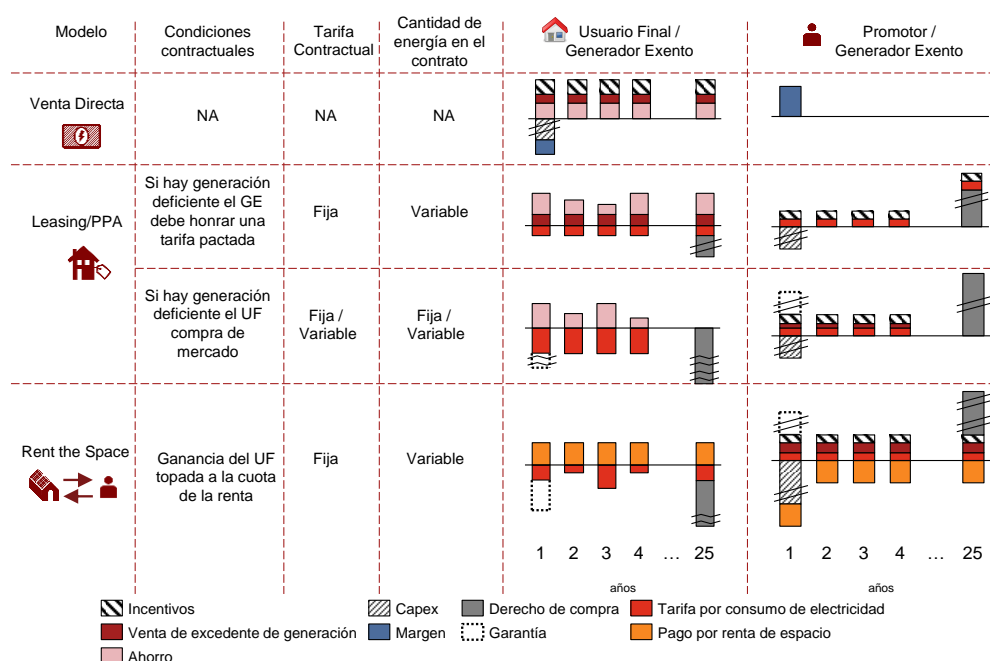 Modelo
Condiciones
contractuales
Tarifa
Contractual
Cantidad de
energía en el
contrato
Usuario Final /
Generador Exento
Promotor /
Generador Exento
Venta Directa
NA
NA
NA
Leasing/PPA
Si hay generación
deficiente el GE
debe honrar una
tarifa pactada
Fija
Variable
Si hay generación
deficiente el UF
compra de
mercado
Fija /
Variable
Fija /
Variable
Rent the Space
Ganancia del UF
topada a la cuota
de la renta
Fija
Variable
1 2 3 4 … 25
años
1 2 3 4 … 25
años
Incentivos
Capex
Derecho de compra
Tarifa por consumo de electricidad
Venta de excedente de generación
Margen
Garantía
Pago por renta de espacio
Ahorro